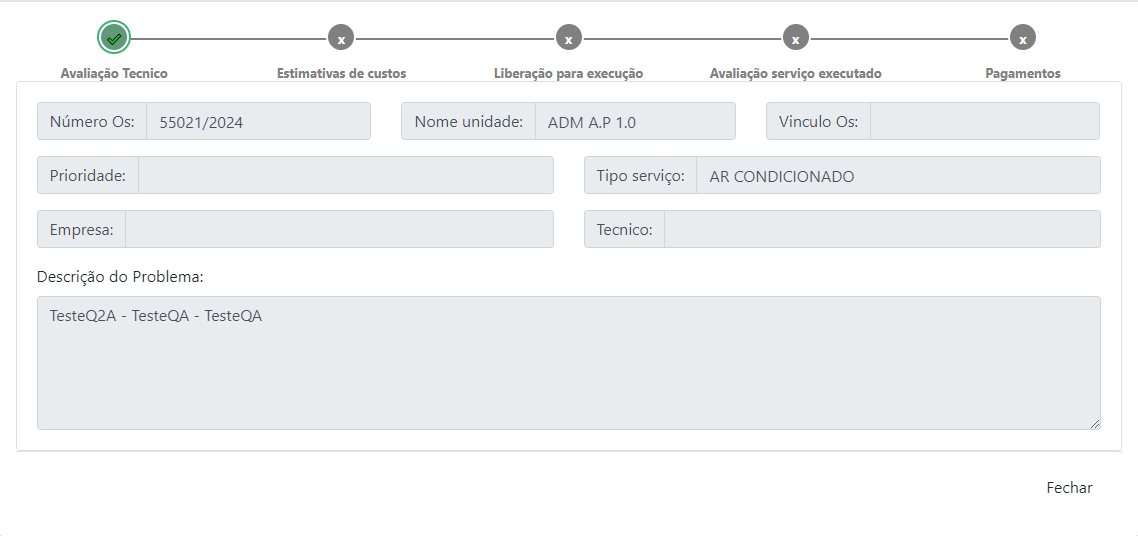 x x x x
Avaliação Tecnico Estimativas de custos Liberação para execução Avaliação serviço executado Pagamentos
Número Os: 55021/2024 Nome unidade: ADM A.P 1.0 Vinculo Os:
Prioridade: Tipo serviço: AR CONDICIONADO
Empresa: Tecnico:
Descrição do Problema:
TesteQ2A - TesteQA - TesteQA
Fechar